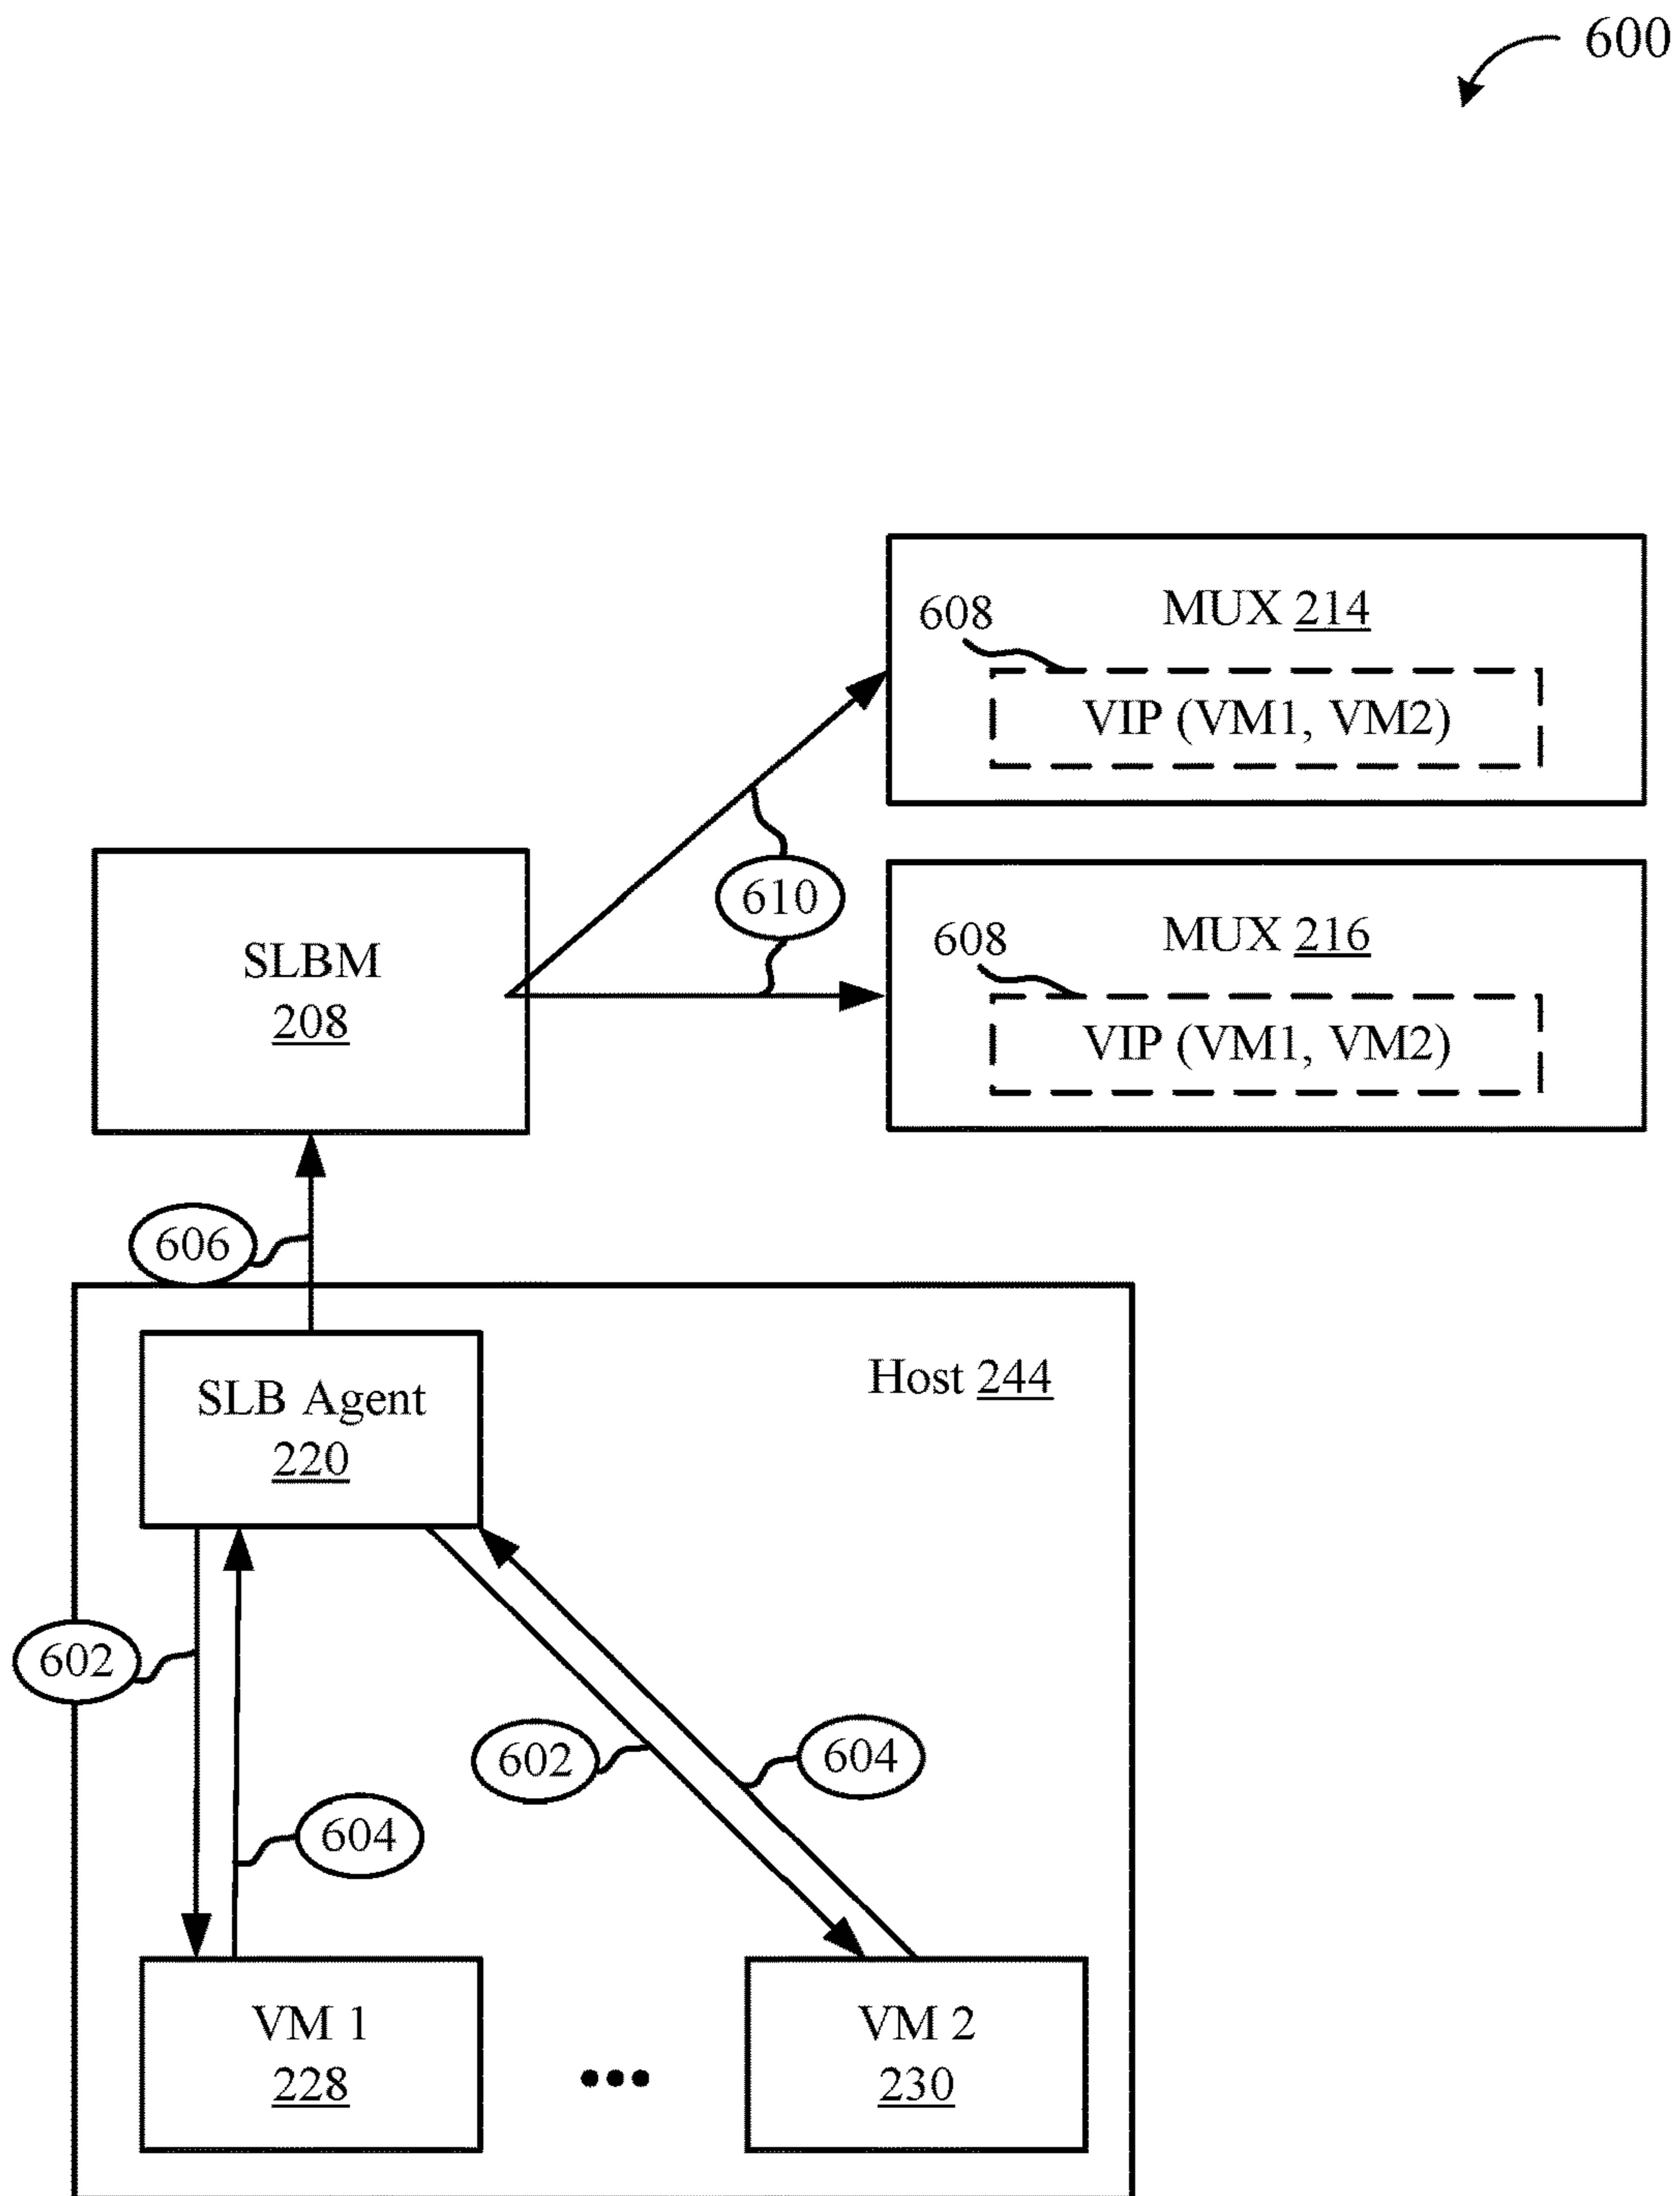 600
MUX 214
608
VIP (VM1, VM2)
610
MUX 216
608
VIP (VM1, VM2)
SLBM
208
606
Host 244
SLB Agent
220
602
602
604
604
VM 1
228
VM 2
230